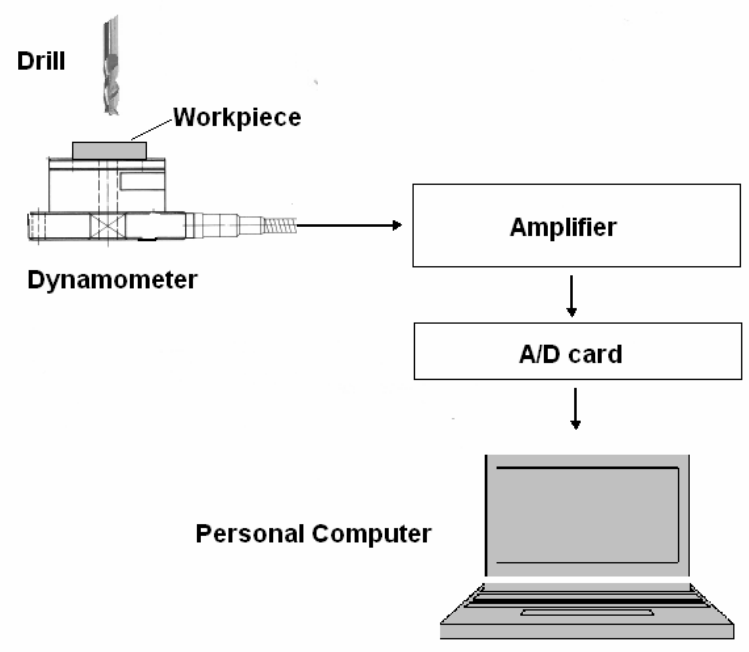 Drill
Workpiece
Amplifier
Dynamometer
A/D card
Personal Computer